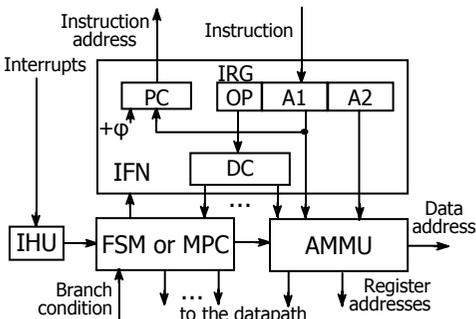 Instruction
address
Instruction
Interrupts
IRG
PC
OP
A1
A2
+φ
DC
IFN
...
IHU
FSM or MPC
AMMU
Data
address
Branch
condition
...
to the datapath
Register
addresses